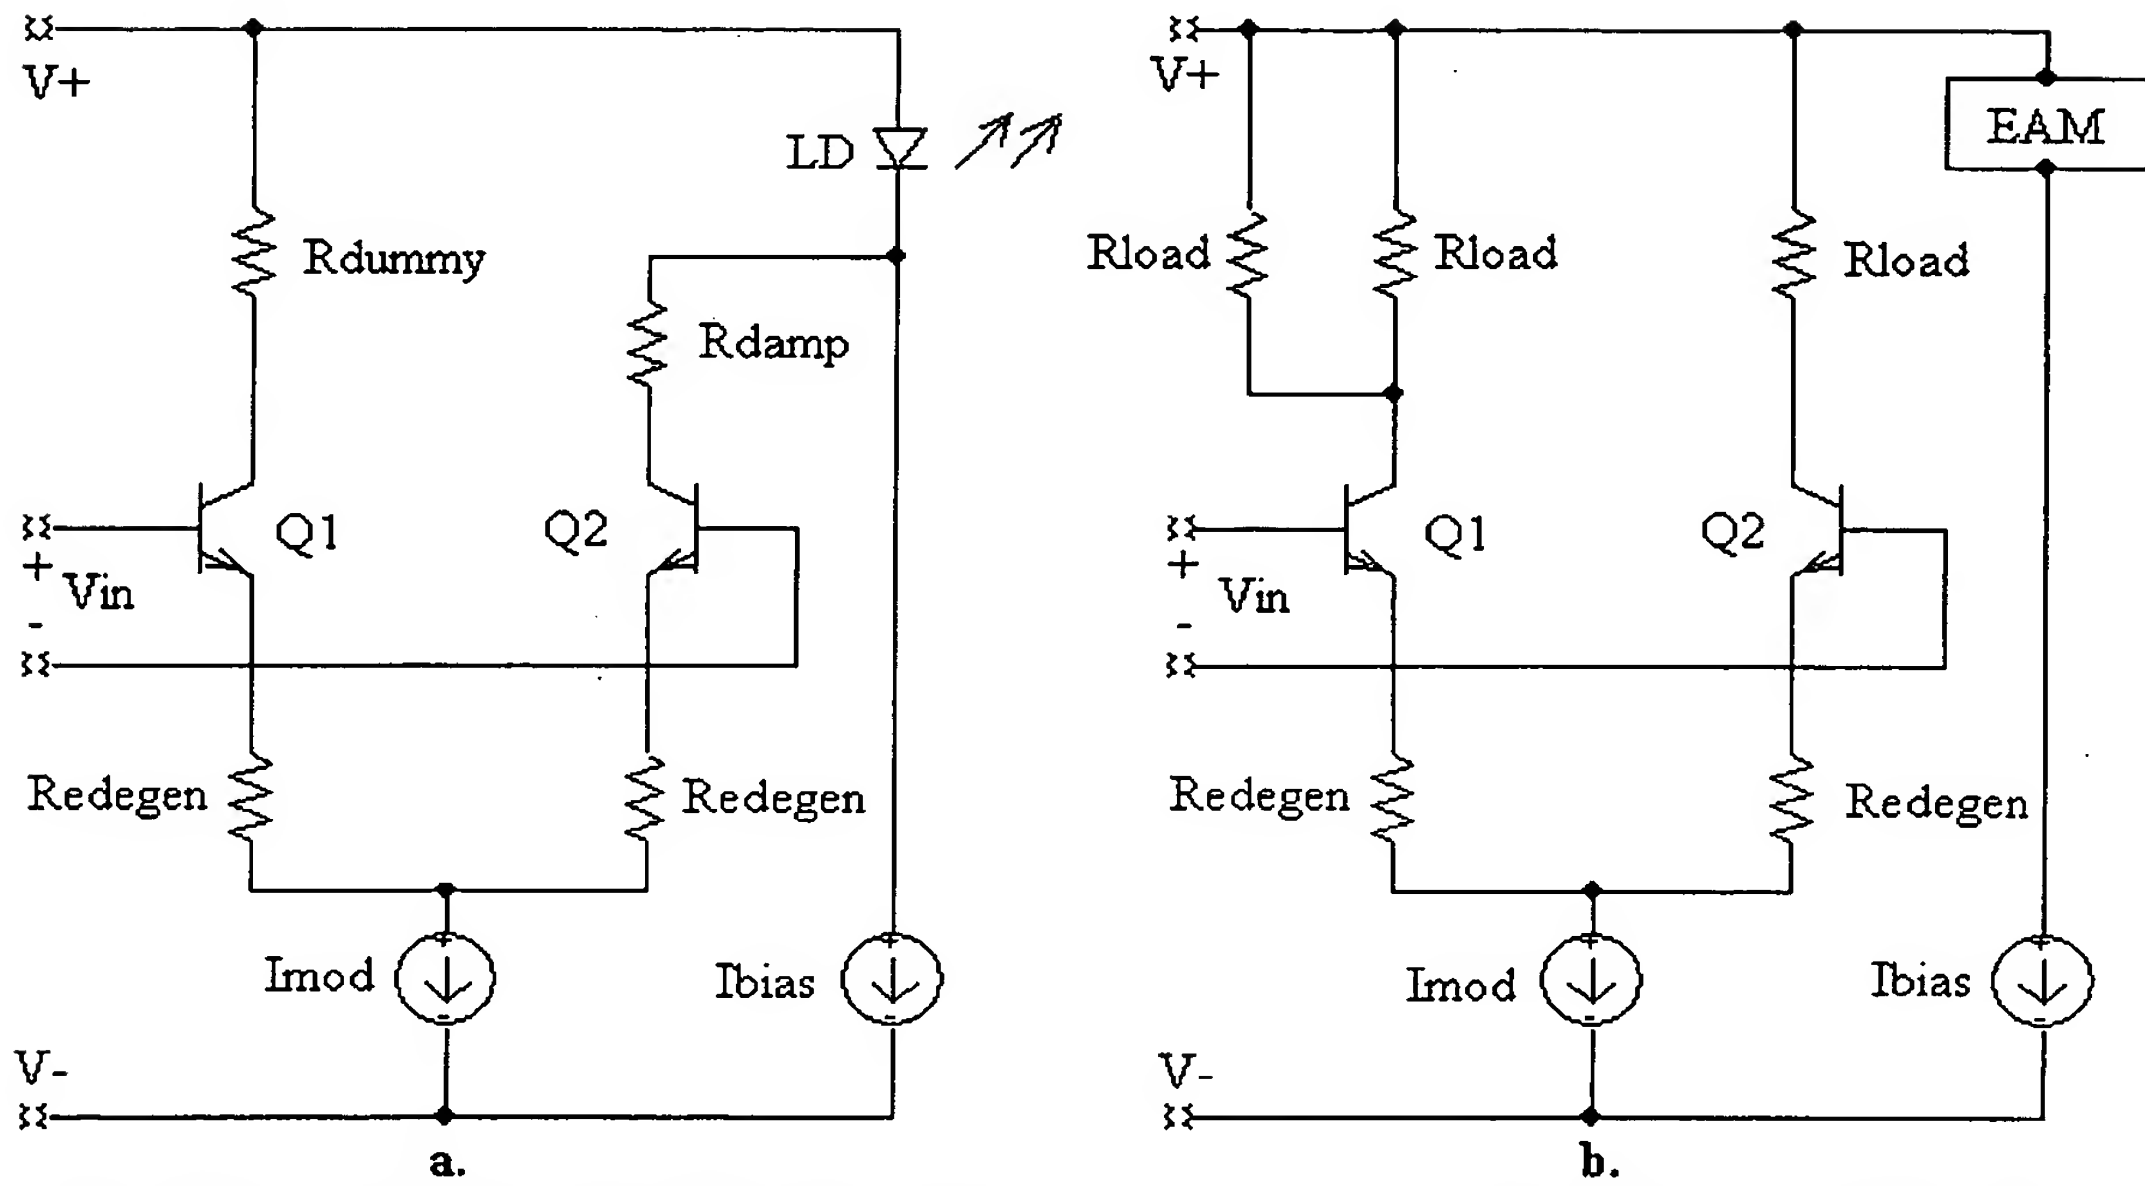 V+
LD
Rdummy
Rdamp
Q1
Q2
+
Vin
-
Redegen
Redegen
Imod
Ibias
V-
a.
V+
EAM
Rload
Rload
Rload
Q1
Q2
+
Vin
-
Redegen
Redegen
Imod
Ibias
V-
b.